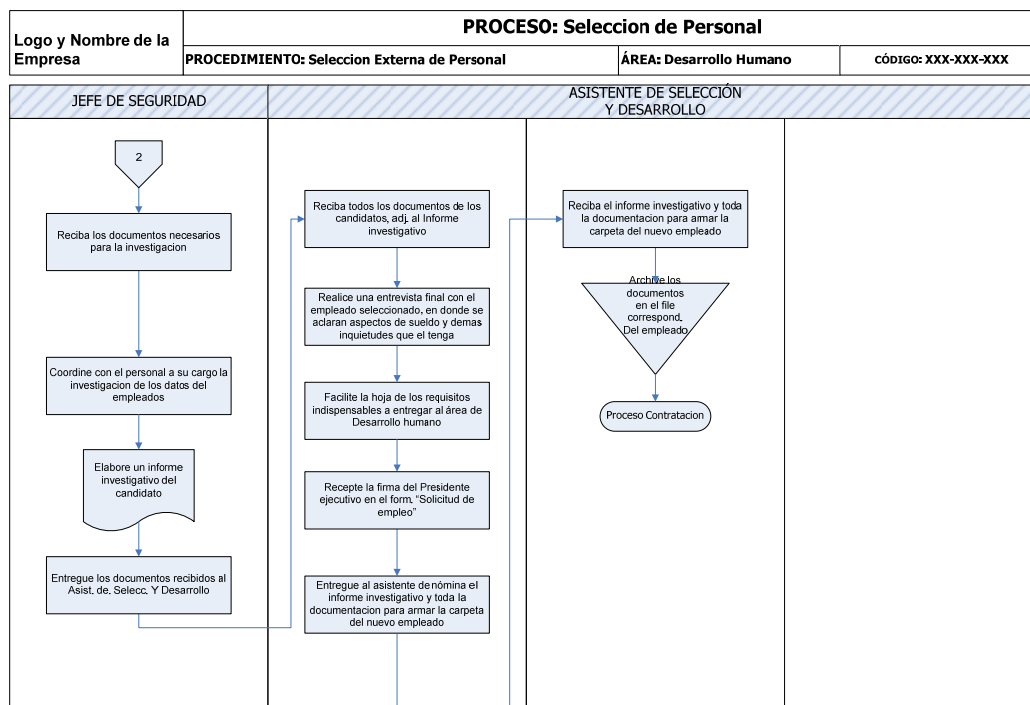 Logo y Nombre de la
Empresa
PROCESO: Seleccion de Personal
PROCEDIMIENTO: Seleccion Externa de Personal
ÁREA: Desarrollo Humano
CÓDIGO: XXX-XXX-XXX
JEFE DE SEGURIDAD
ASISTENTE DE SELECCIÓN
Y DESARROLLO
2
Reciba los documentos necesarios
para la investigacion
Coordine con el personal a su cargo la
investigacion de los datos del
empleados
Elabore un informe
investigativo del
candidato
Entregue los documentos recibidos al
Asist. de. Selecc. Y Desarrollo
Reciba todos los documentos de los
candidatos, adj. al Informe
investigativo
Realice una entrevista final con el
empleado seleccionado, en donde se
aclaran aspectos de sueldo y demas
inquietudes que el tenga
Facilite la hoja de los requisitos
indispensables a entregar al área de
Desarrollo humano
Recepte la firma del Presidente
ejecutivo en el form. “Solicitud de
empleo”
Entregue al asistente de nómina el
informe investigativo y toda la
documentacion para armar la carpeta
del nuevo empleado
Reciba el informe investigativo y toda
la documentacion para armar la
carpeta del nuevo empleado
Archive los
documentos
en el file
correspond.
Del empleado
Proceso Contratacion